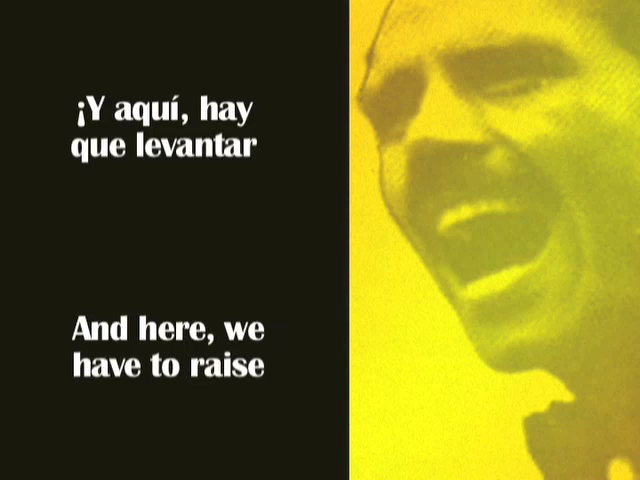 ¡Y aquí, hay
que levantar
And here, we
have to raise